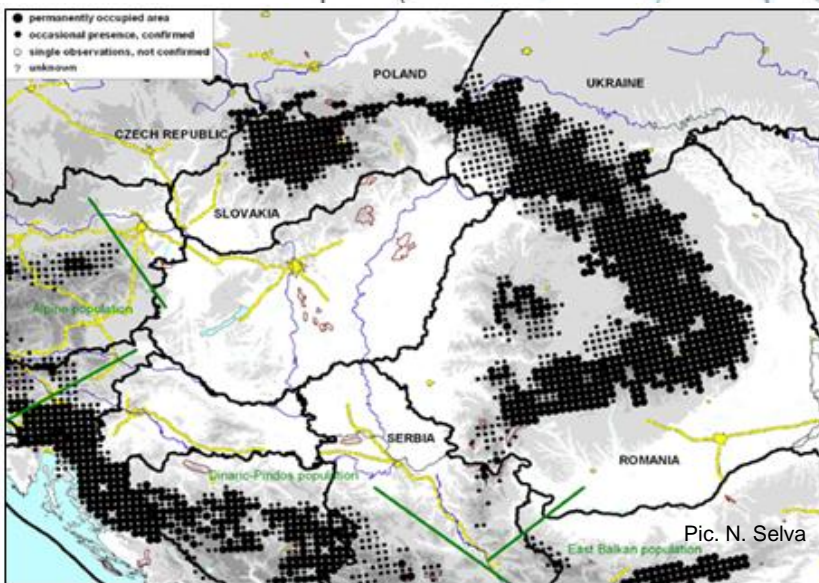 permanently occupied area
occasional presence, confirmed
single observations, not confirmed
? unknown
POLAND
UKRAINE
CZECH REPUBLIC
SLOVAKIA
Alpine population
SERBIA
ROMANIA
Dinaric-Pindos population
Pic. N. Selva
East Balkan population